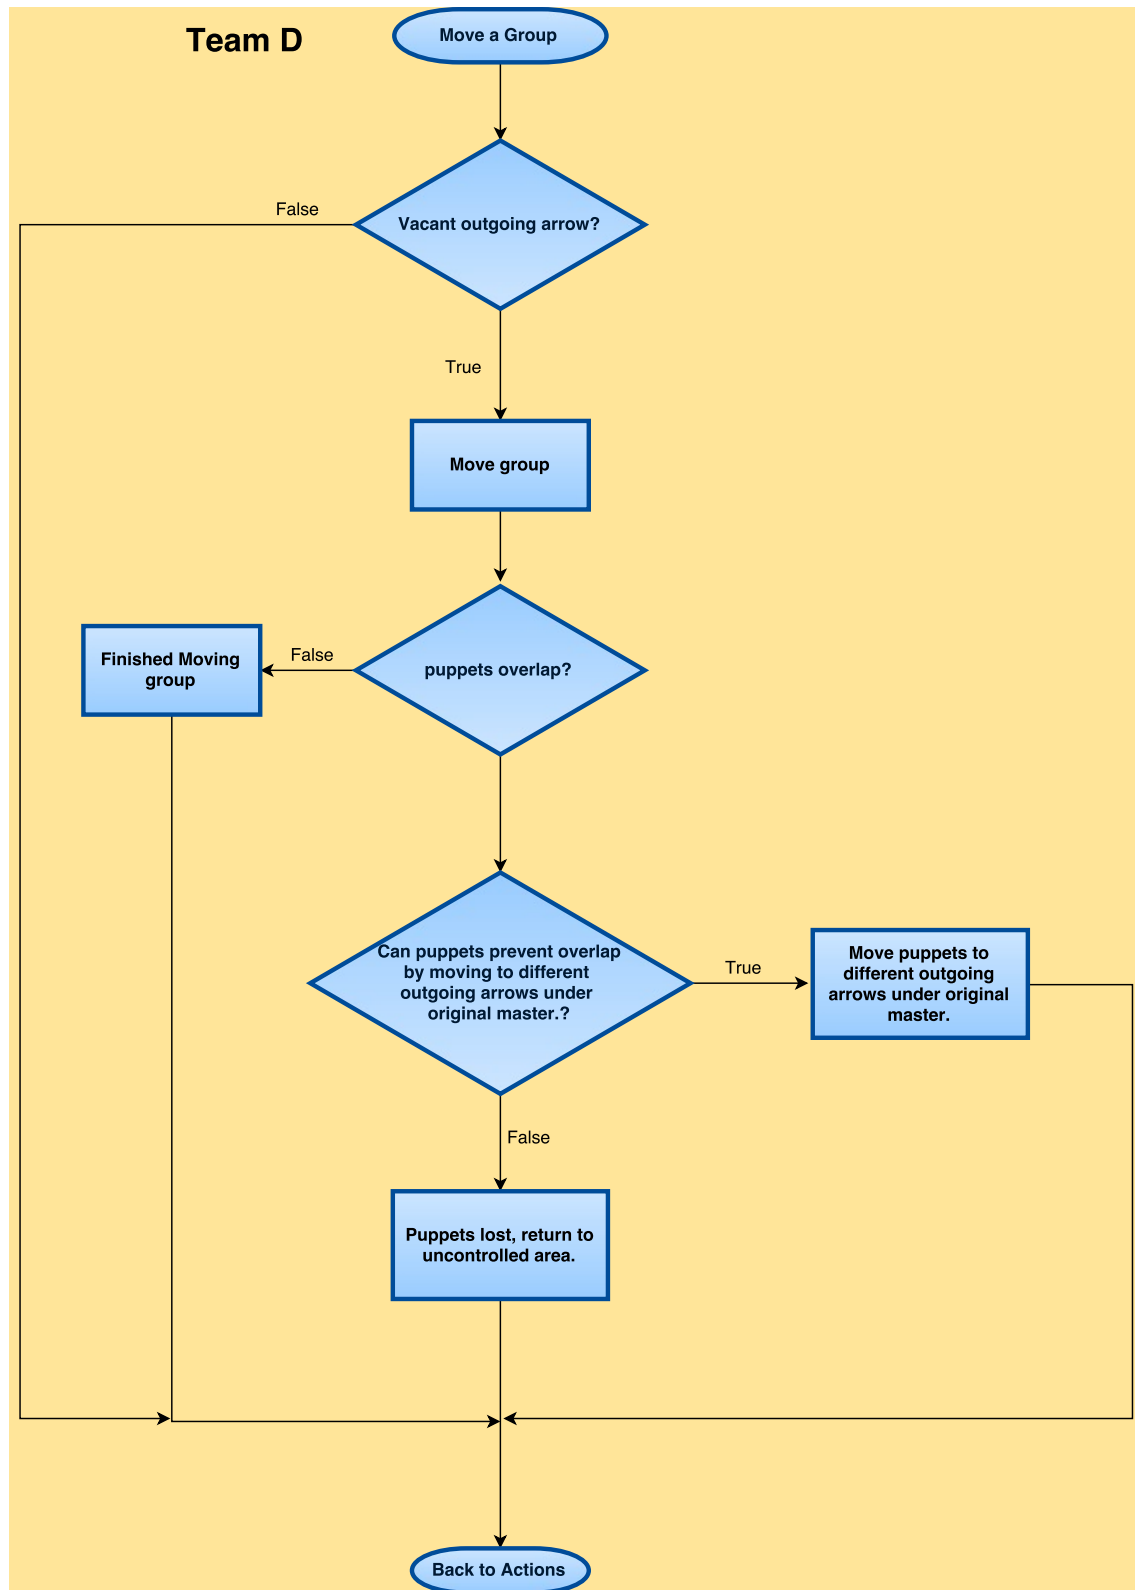 Team D
Move a Group
False
Vacant outgoing arrow?
True
Move group
Finished Moving
group
False
puppets overlap?
Can puppets prevent overlap
by moving to different
outgoing arrows under
original master.?
True
Move puppets to
different outgoing
arrows under original
master.
False
Puppets lost, return to
uncontrolled area.
Back to Actions